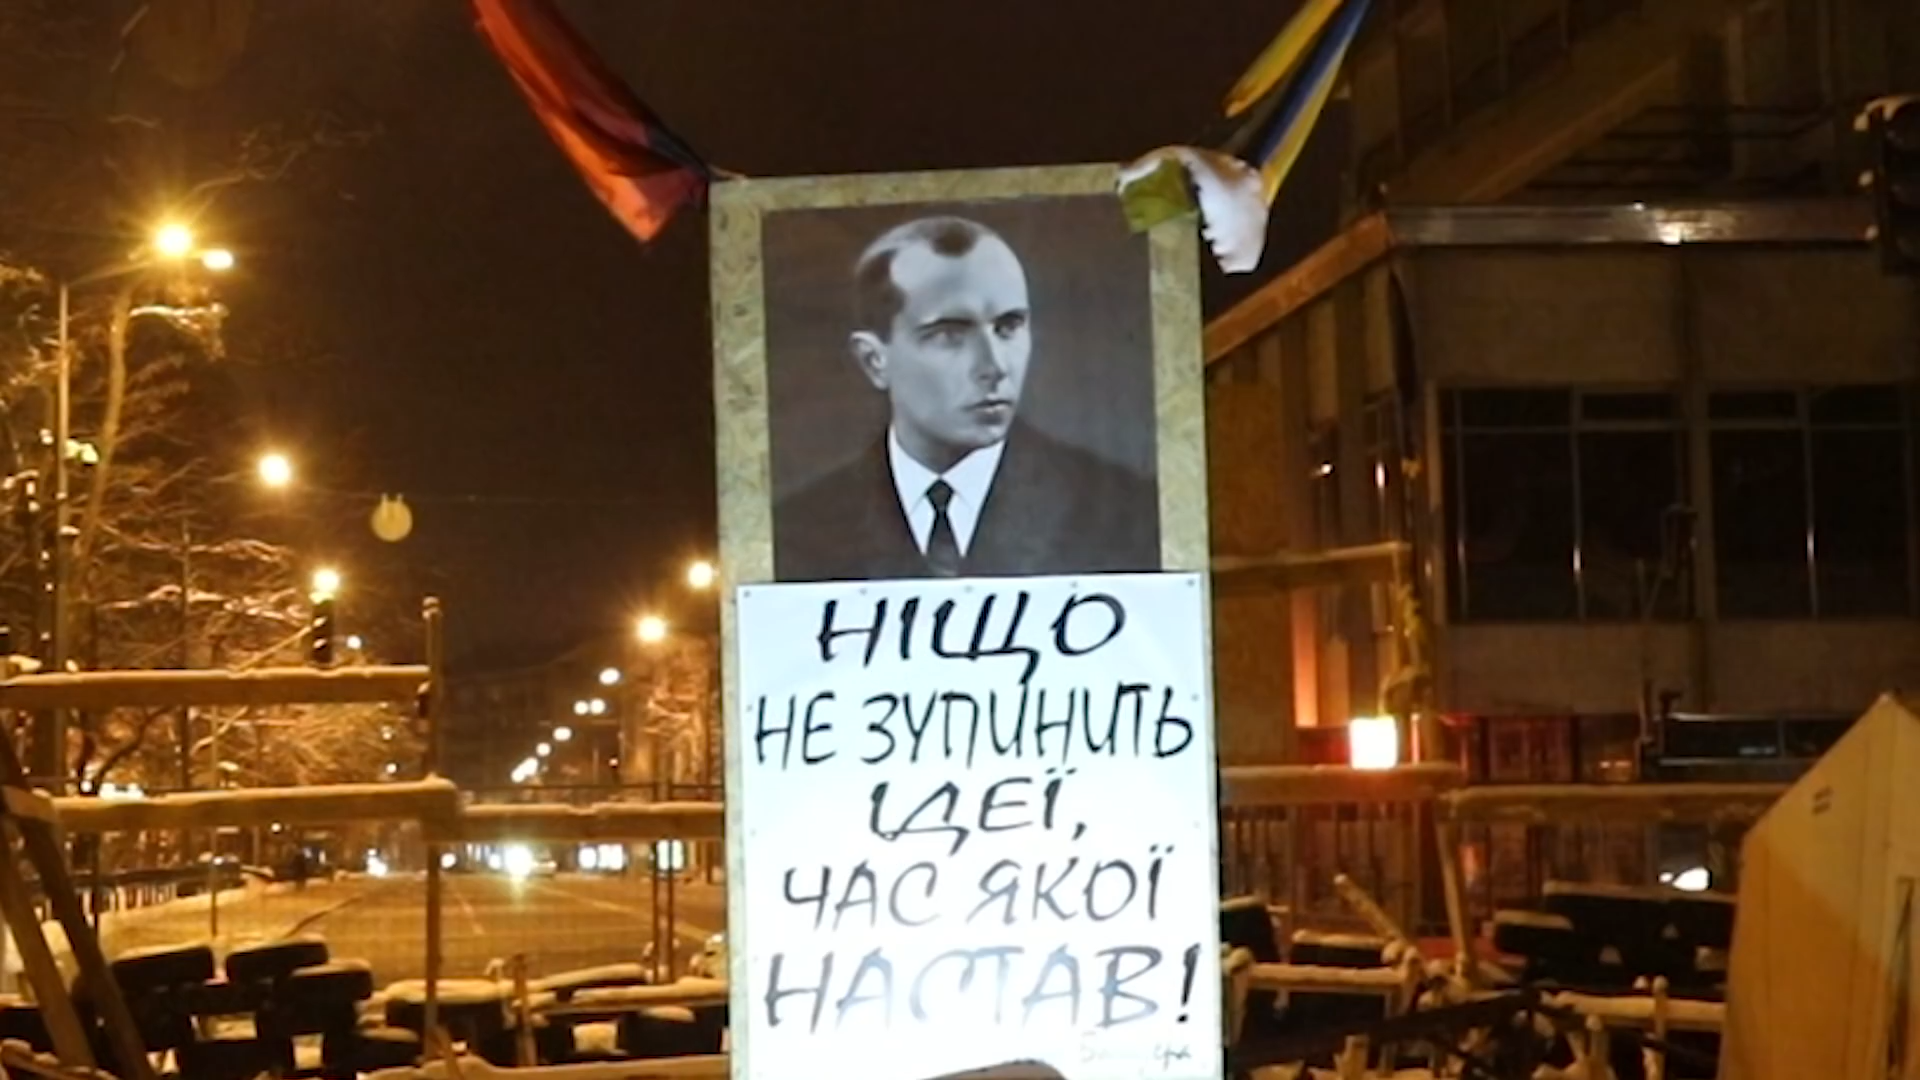 НІЩО
НЕ ЗУПИНИТЬ
ІДЕЇ,
ЧАС ЯКОЇ
НАСТАВ!